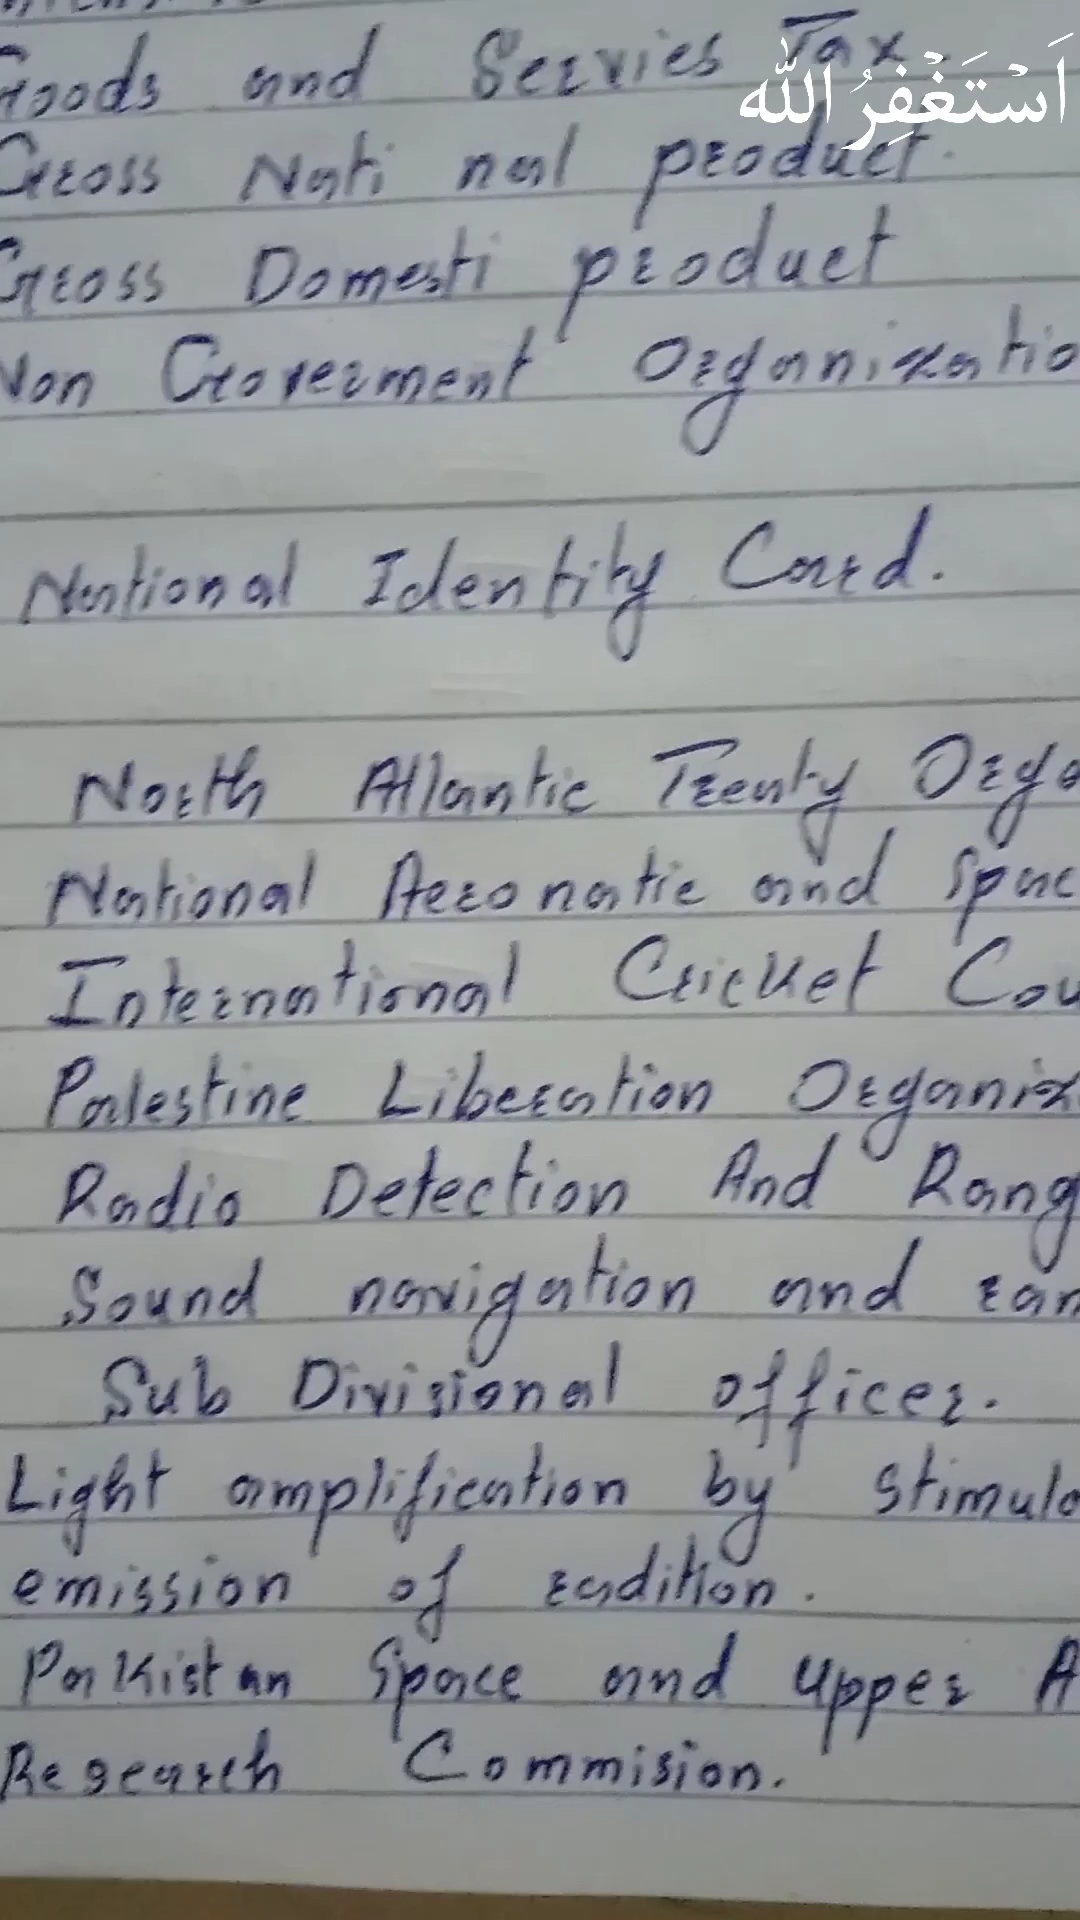 Goods and Servies Tax.
اَسْتَغْفِرُ اللّٰه
Gross Nati nal product.
Gross Domesti product
Non Goverment Organizatio
National Identity Card.
North Atlantic Treaty Orga
National Aeronatic and Spac
International Cricket Cou
Palestine Liberation Organiz
Radio Detection And Rang
Sound navigation and ran
Sub Divisional officer.
Light amplification by Stimula
emission of radition.
Pakistan Space and Upper A
Research Commision.